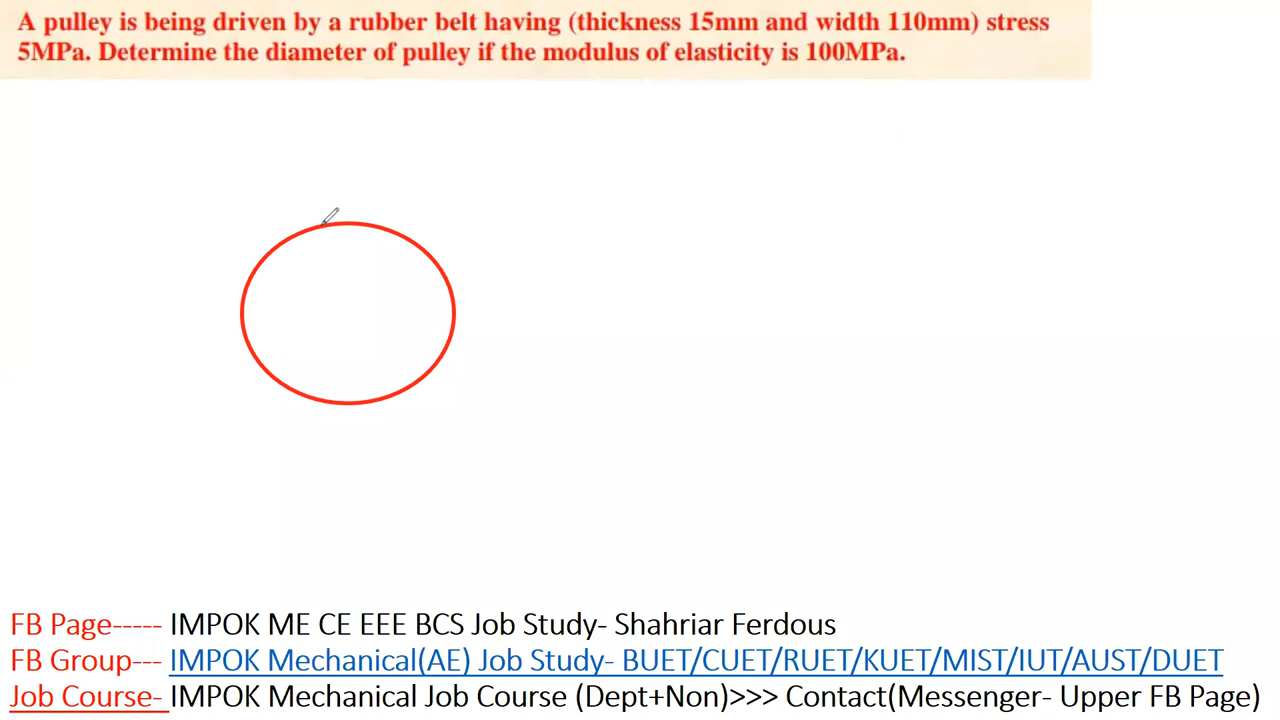 A pulley is being driven by a rubber belt having (thickness 15mm and width 110mm) stress
5MPa. Determine the diameter of pulley if the modulus of elasticity is 100MPa.
FB Page----- IMPOK ME CE EEE BCS Job Study- Shahriar Ferdous
FB Group--- IMPOK Mechanical(AE) Job Study- BUET/CUET/RUET/KUET/MIST/IUT/AUST/DUET
Job Course- IMPOK Mechanical Job Course (Dept+Non)>>> Contact(Messenger- Upper FB Page)